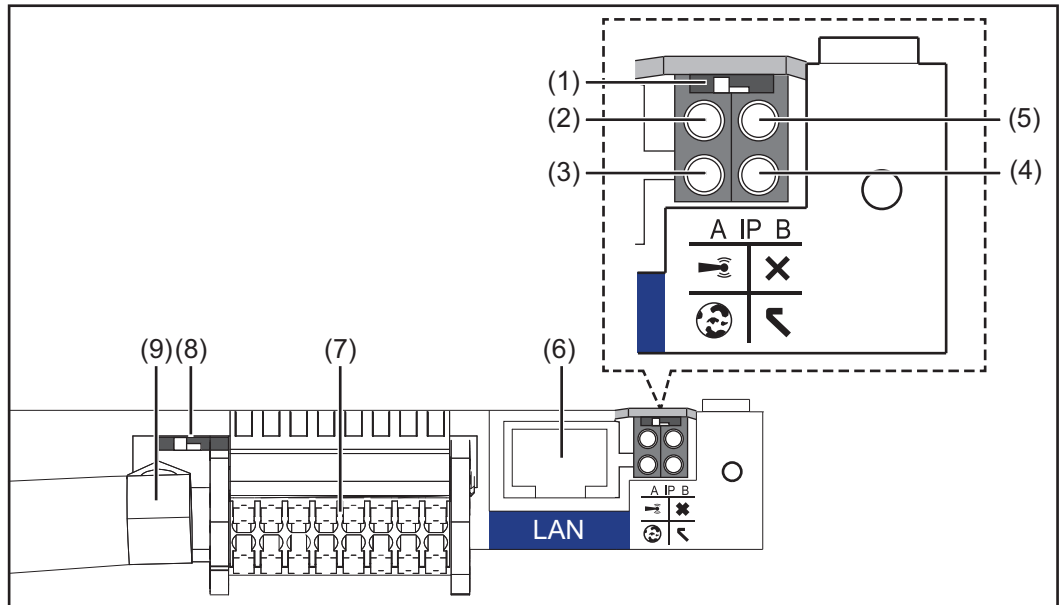 (1)
(2) (5)
(3) (4)
A IP B
(9) (8) (7) (6)
A IP B
LAN